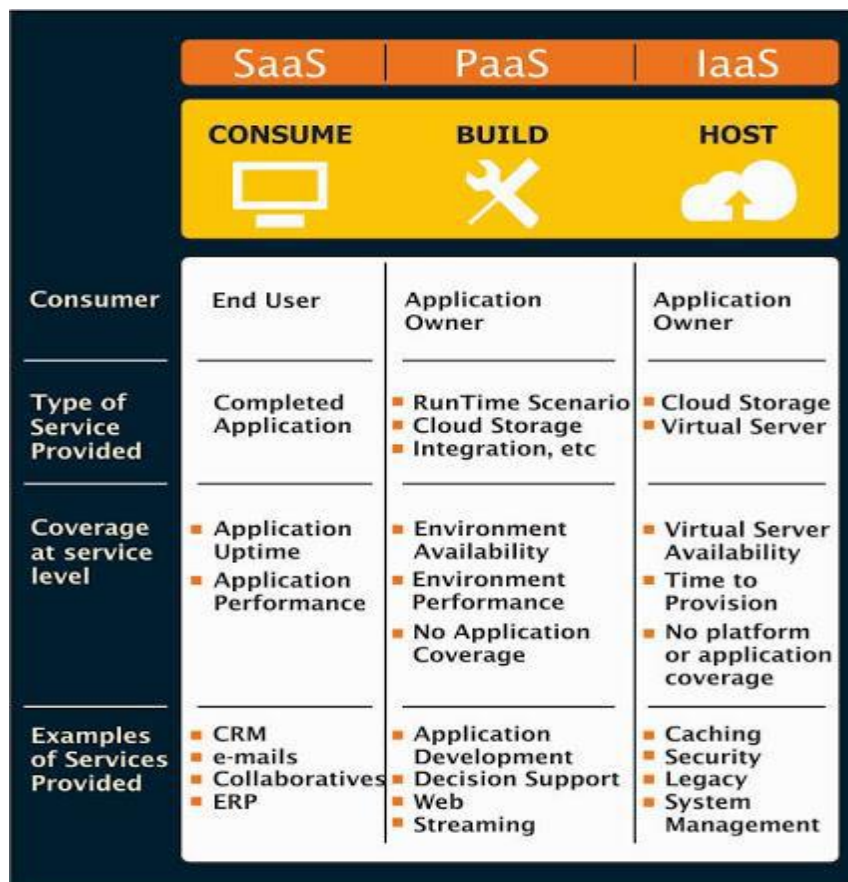 SaaS PaaS IaaS
CONSUME BUILD HOST
Consumer
End User
Application
Owner
Application
Owner
Type of
Service
Provided
Completed
Application
RunTime Scenario
Cloud Storage
Integration, etc
Cloud Storage
Virtual Server
Coverage
at service
level
Application
Uptime
Application
Performance
Environment
Availability
Environment
Performance
No Application
Coverage
Virtual Server
Availability
Time to
Provision
No platform
or application
coverage
Examples
of Services
Provided
CRM
e-mails
Collaboratives
ERP
Application
Development
Decision Support
Web
Streaming
Caching
Security
Legacy
System
Management